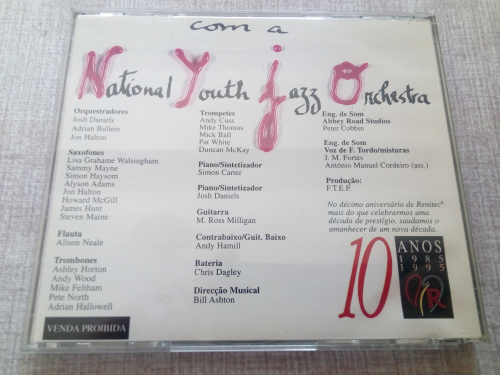 com a
National Youth Jazz Orchestra
Orquestradores
Josh Daniels
Adrian Bullers
Jon Halton
Saxofones
Lisa Grahame Walsingham
Sammy Mayne
Simon Haysom
Alyson Adams
Jon Halton
Howard McGill
James Hunt
Steven Maine
Flauta
Alison Neale
Trombones
Ashley Horton
Andy Wood
Mike Feltham
Pete North
Adrian Hallowell
VENDA PROIBIDA
Trompetes
Andy Cuss
Mike Thomas
Mick Ball
Pat White
Duncan McKay
Piano/Sintetizador
Simon Carter
Piano/Sintetizador
Josh Daniels
Guitarra
M. Ross Milligan
Contrabaixo/Guit. Baixo
Andy Hamill
Bateria
Chris Dagley
Direcção Musical
Bill Ashton
Eng. de Som
Abbey Road Studios
Peter Cobbin
Eng. de Som
Voz de F. Tordo/misturas
J. M. Fortes
António Manuel Cordeiro (ass.)
Produção:
F.T.E.P.
No décimo aniversário de Renitec®
mais do que celebrarmos uma
década de prestígio, saudamos o
amanhecer de um nova década.
10 ANOS
1985
1995
R